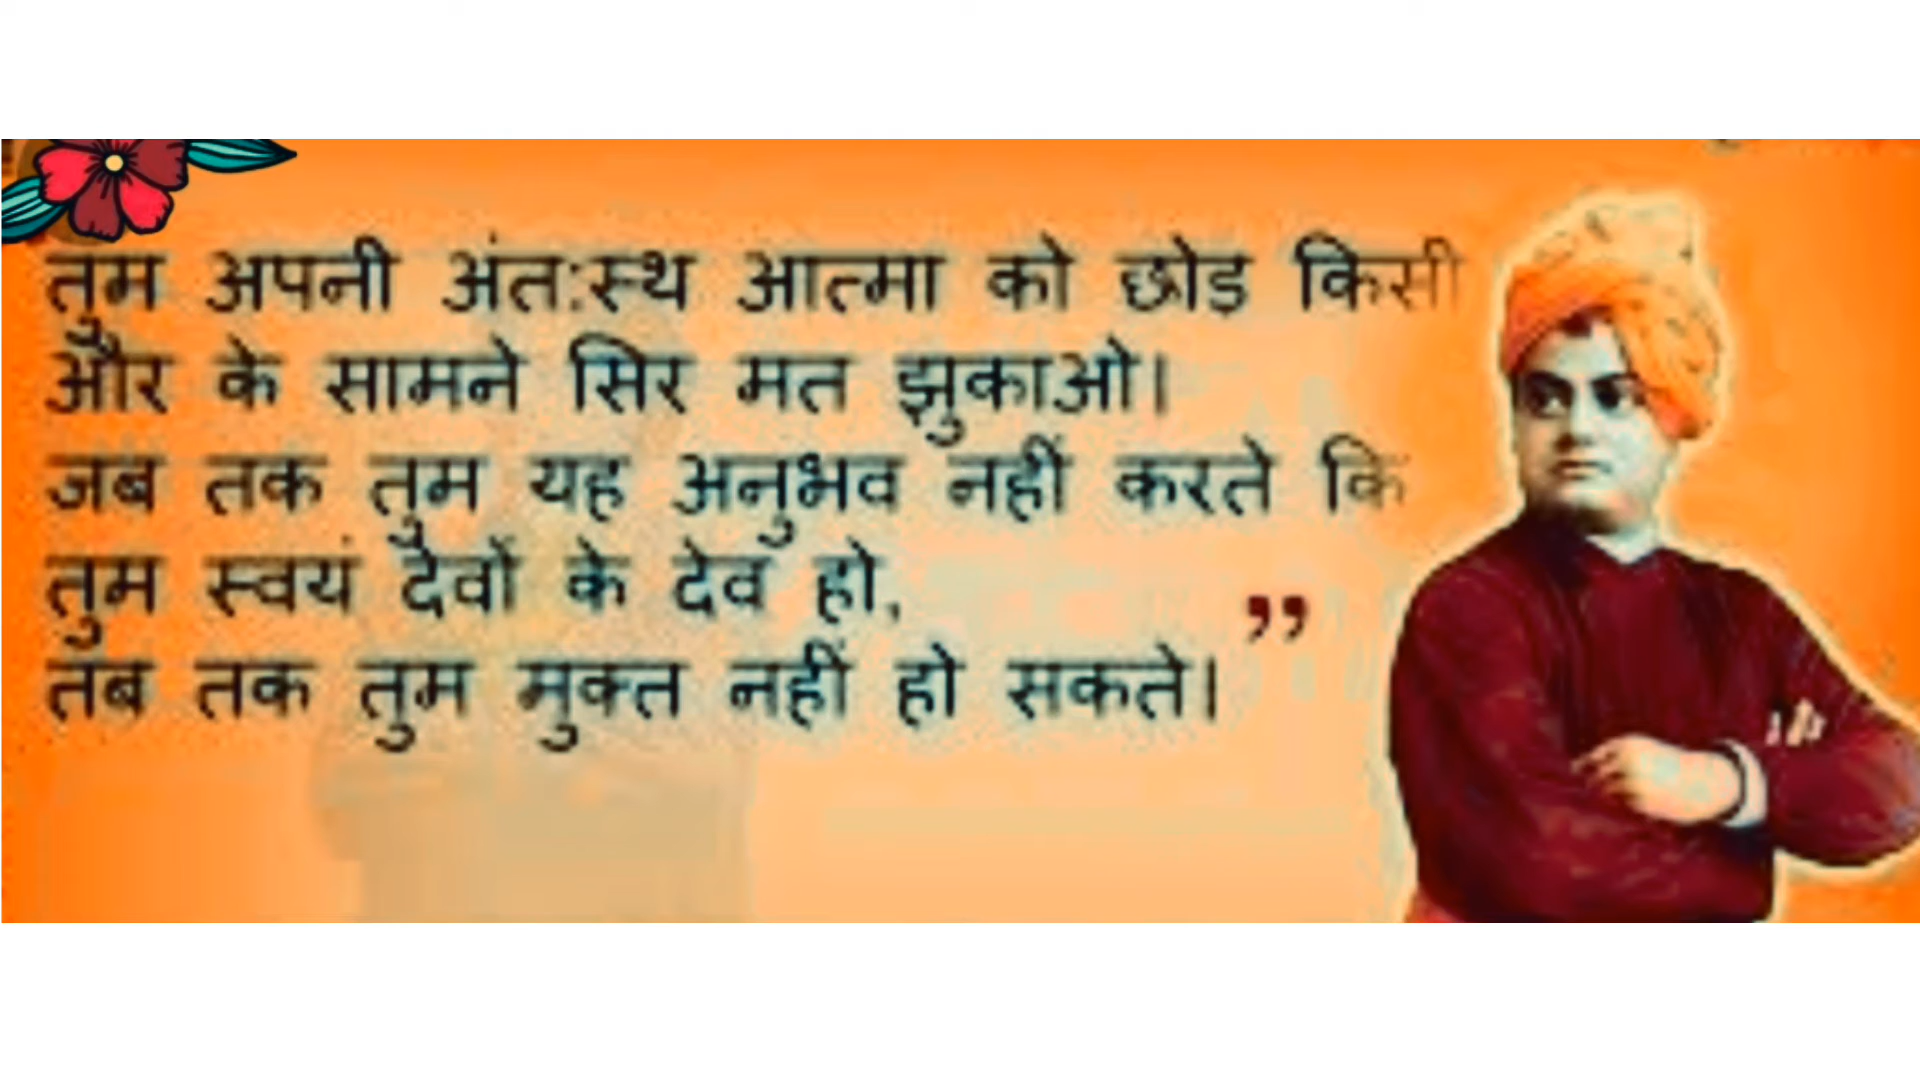 तुम अपनी अंत:स्थ आत्मा को छोड़ किसी
और के सामने सिर मत झुकाओ।
जब तक तुम यह अनुभव नहीं करते कि
तुम स्वयं देवों के देव हो,
तब तक तुम मुक्त नहीं हो सकते। ”